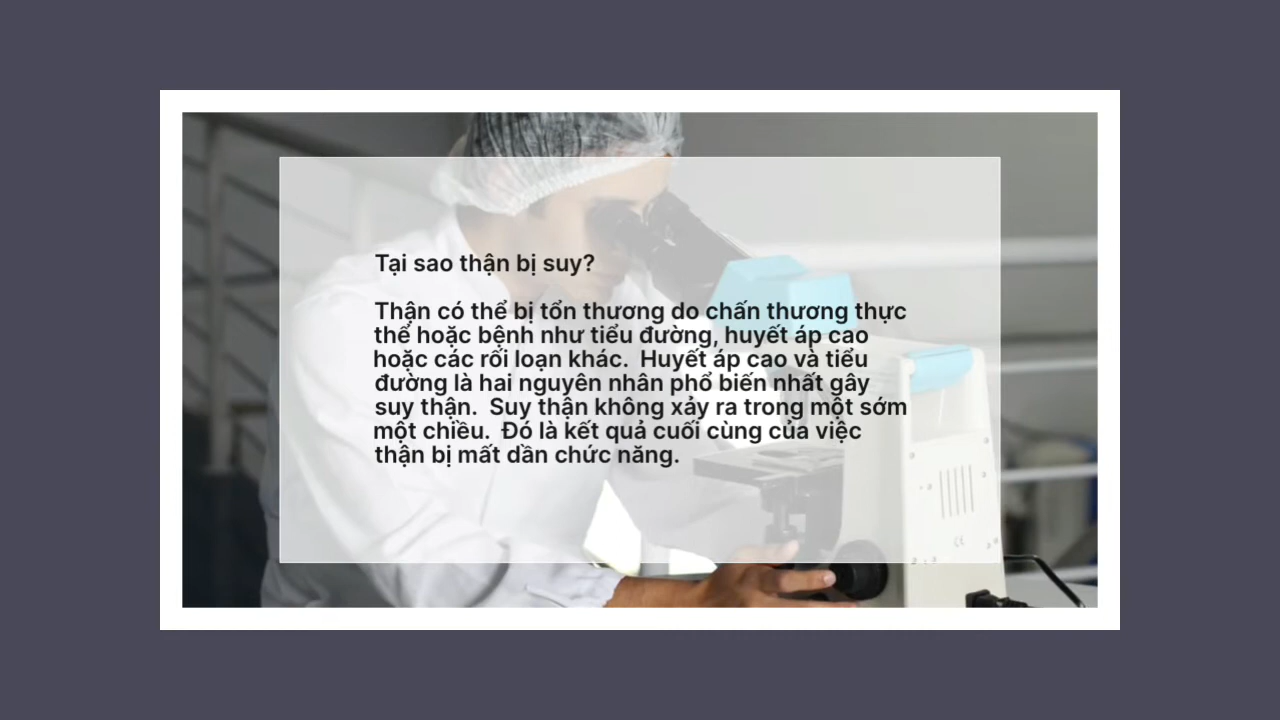 Tại sao thận bị suy?
Thận có thể bị tổn thương do chấn thương thực
thể hoặc bệnh như tiểu đường, huyết áp cao
hoặc các rối loạn khác.  Huyết áp cao và tiểu
đường là hai nguyên nhân phổ biến nhất gây
suy thận.  Suy thận không xảy ra trong một sớm
một chiều.  Đó là kết quả cuối cùng của việc
thận bị mất dần chức năng.